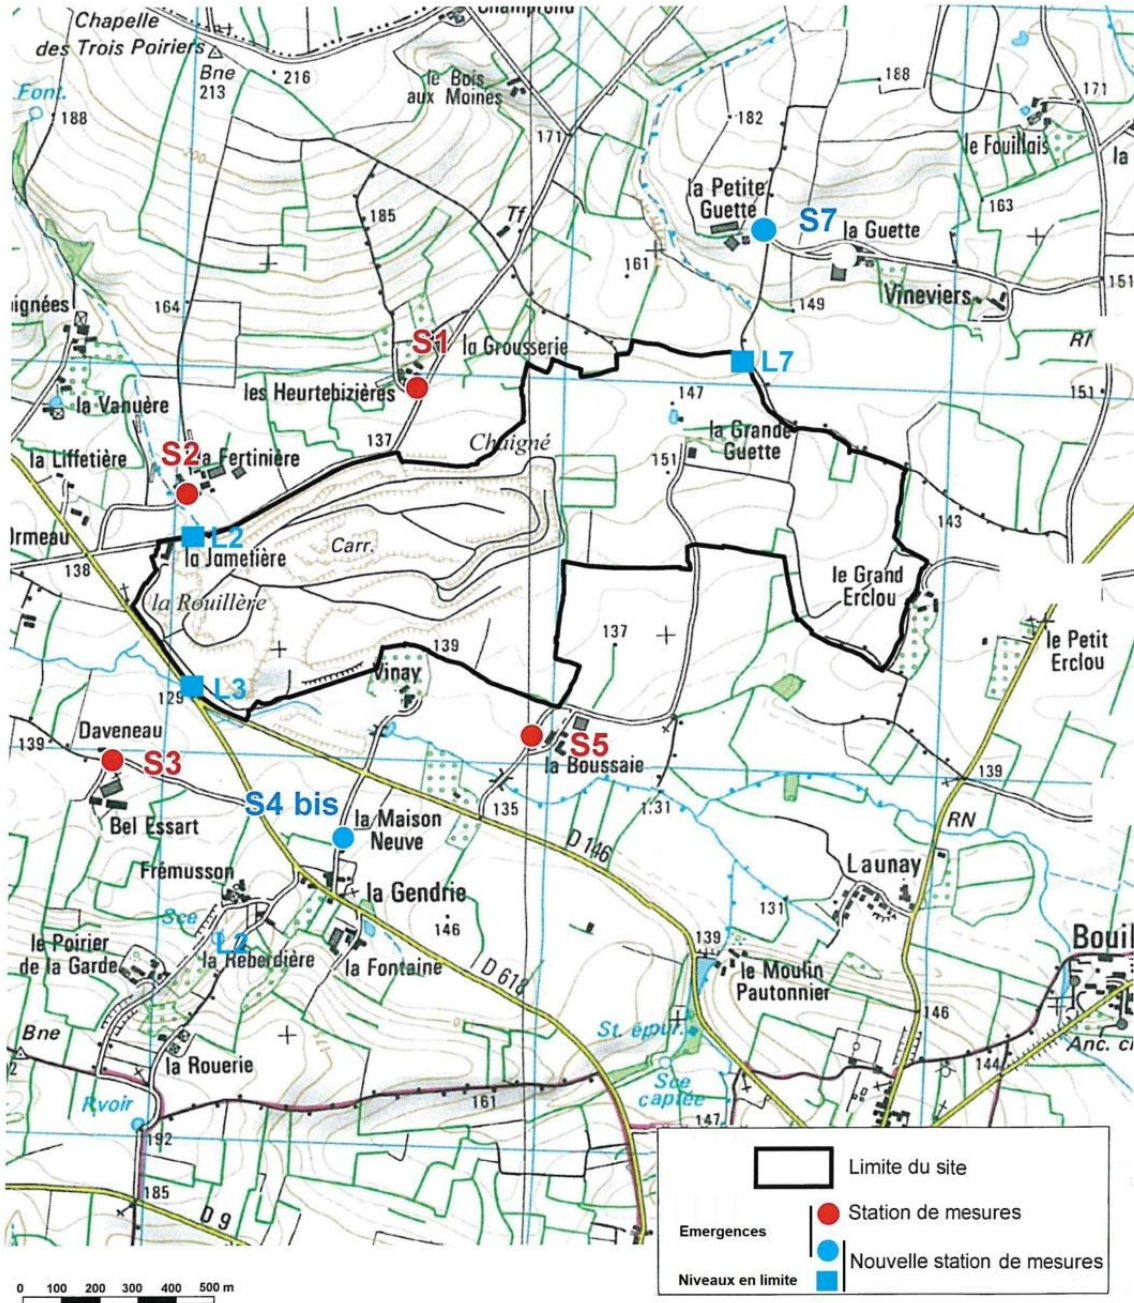 Champrond
Chapelle
des Trois Poiriers
Bne
213
216
Font.
188
le Bois
aux Moines
171
182
188
171
le Fouillais
la
la Petite
Guette
S7
la Guette
163
185
Tf
161
164
149
Vineviers
151
ignées
S1
la Grousserie
L7
R1
les Heurtebizières
147
151
la Vanuère
137
Chaigné
la Grande
Guette
151
la Liffetière
S2
la Fertinière
143
Ormeau
L2
138
la Jametière
Carr.
la Rouillère
le Grand
Erclou
137
139
le Petit
Erclou
Vinay
L3
129
Daveneau
139
S3
S5
la Boussaie
139
Bel Essart
S4 bis
la Maison
Neuve
135
131
RN
D 146
Launay
Frémusson
la Gendrie
131
Sce
L2
146
139
Bouil
le Poirier
de la Garde
la Reberdière
la Fontaine
D 618
le Moulin
Pautonnier
St. épur.
146
Bne
2
la Rouerie
Anc. ch
144
Sce
captée
Rvoir
161
192
147
185
D 9
Limite du site
Emergences
Station de mesures
Nouvelle station de mesures
Niveaux en limite
0 100 200 300 400 500 m